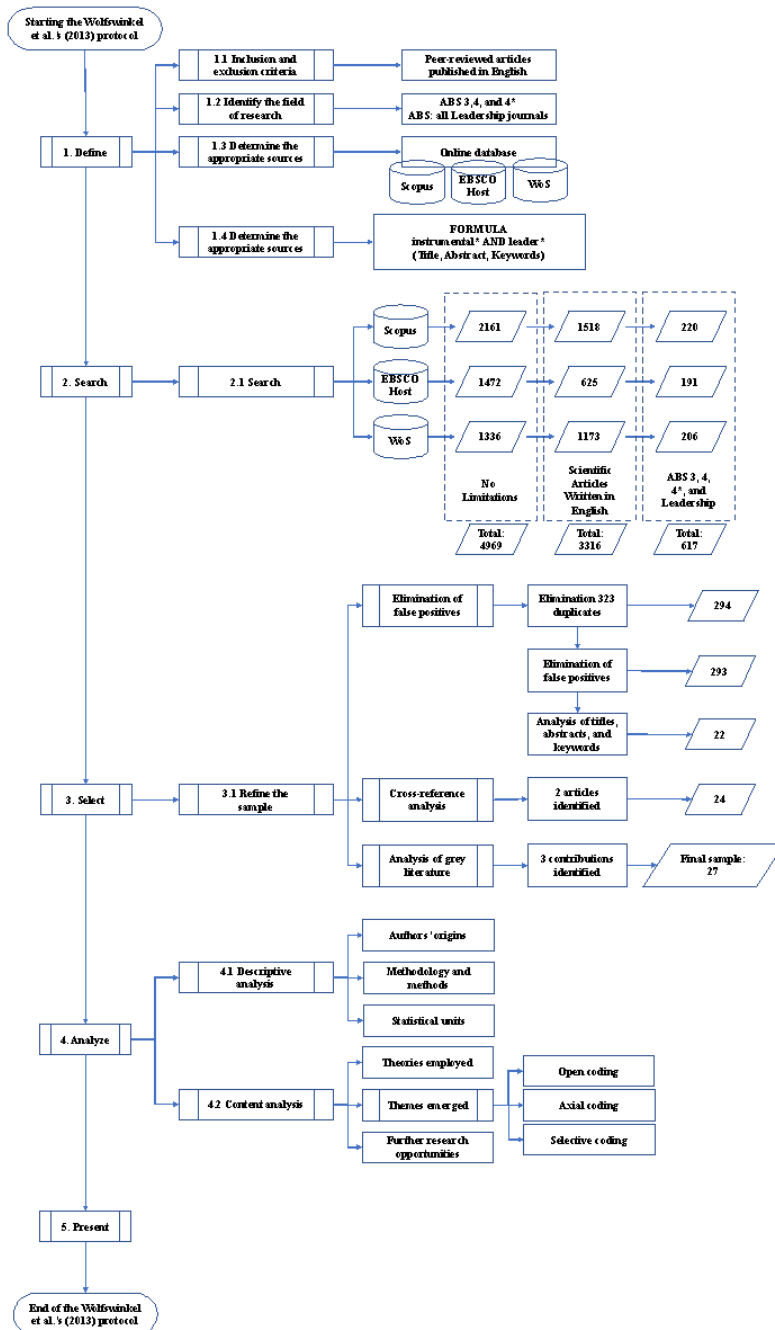 Starting the Wolfswinkel
et al.'s (2013) protocol
1. Define
1.1 Inclusion and
exclusion criteria
Peer-reviewed articles
published in English
1.2 Identify the field
of research
ABS 3,4, and 4*
ABS: all Leadership journals
1.3 Determine the
appropriate sources
Online database
Scopus
EBSCO
Host
WoS
1.4 Determine the
appropriate sources
FORMULA
instrumental* AND leader*
(Title, Abstract, Keywords)
2. Search
2.1 Search
Scopus
2161
1518
220
EBSCO
Host
1472
625
191
WoS
1336
1173
206
No
Limitations
Scientific
Articles
Written in
English
ABS 3, 4,
4*, and
Leadership
Total:
4969
Total:
3316
Total:
617
3. Select
3.1 Refine the
sample
Elimination of
false positives
Elimination 323
duplicates
294
Elimination of
false positives
293
Analysis of titles,
abstracts, and
keywords
22
Cross-reference
analysis
2 articles
identified
24
Analysis of grey
literature
3 contributions
identified
Final sample:
27
4. Analyze
4.1 Descriptive
analysis
Authors' origins
Methodology and
methods
Statistical units
4.2 Content analysis
Theories employed
Themes emerged
Further research
opportunities
Open coding
Axial coding
Selective coding
5. Present
End of the Wolfswinkel
et al.'s (2013) protocol